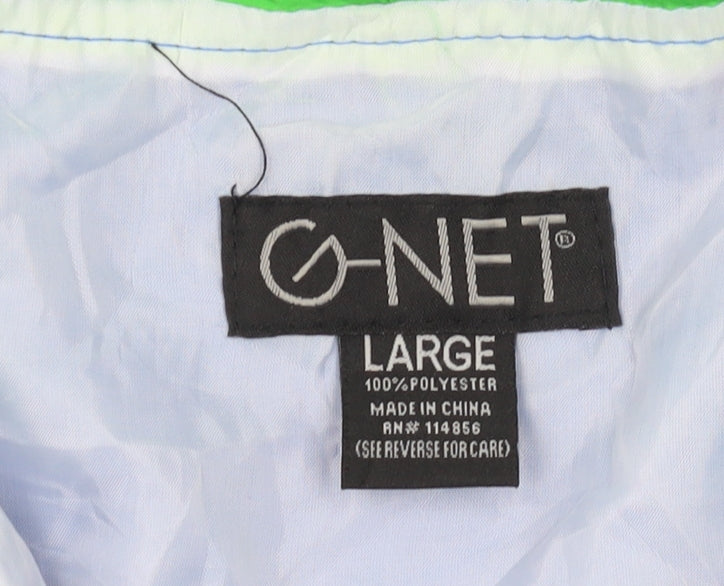 G-NET®
LARGE
100% POLYESTER
MADE IN CHINA
RN# 114856
(SEE REVERSE FOR CARE)